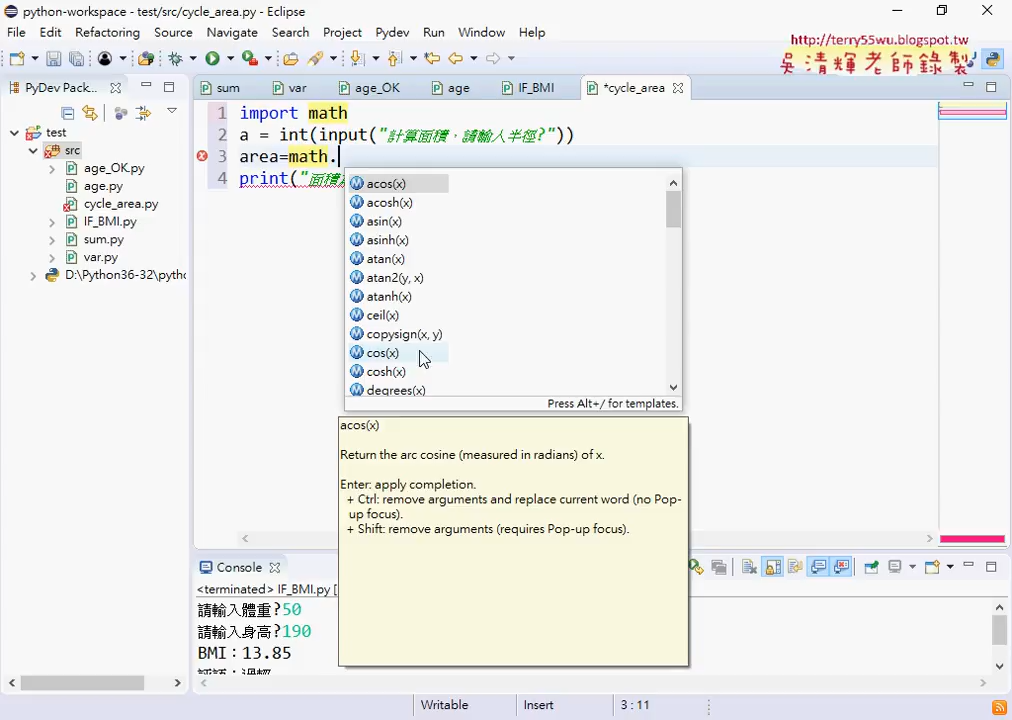 python-workspace - test/src/cycle_area.py - Eclipse
File Edit Refactoring Source Navigate Search Project Pydev Run Window Help
http://terry55wu.blogspot.tw
吳清輝老師錄製
PyDev Pack...
sum var age_OK age IF_BMI *cycle_area
test
src
age_OK.py
age.py
cycle_area.py
IF_BMI.py
sum.py
var.py
D:\Python36-32\pytho
1 import math
2 a = int(input("計算面積，請輸入半徑?"))
3 area=math.
4 print("面積
acos(x)
acosh(x)
asin(x)
asinh(x)
atan(x)
atan2(y, x)
atanh(x)
ceil(x)
copysign(x, y)
cos(x)
cosh(x)
degrees(x)
Press Alt+/ for templates.
acos(x)
Return the arc cosine (measured in radians) of x.
Enter: apply completion.
+ Ctrl: remove arguments and replace current word (no Pop-
up focus).
+ Shift: remove arguments (requires Pop-up focus).
Console
<terminated> IF_BMI.py [
請輸入體重?50
請輸入身高?190
BMI：13.85
Writable Insert 3 : 11